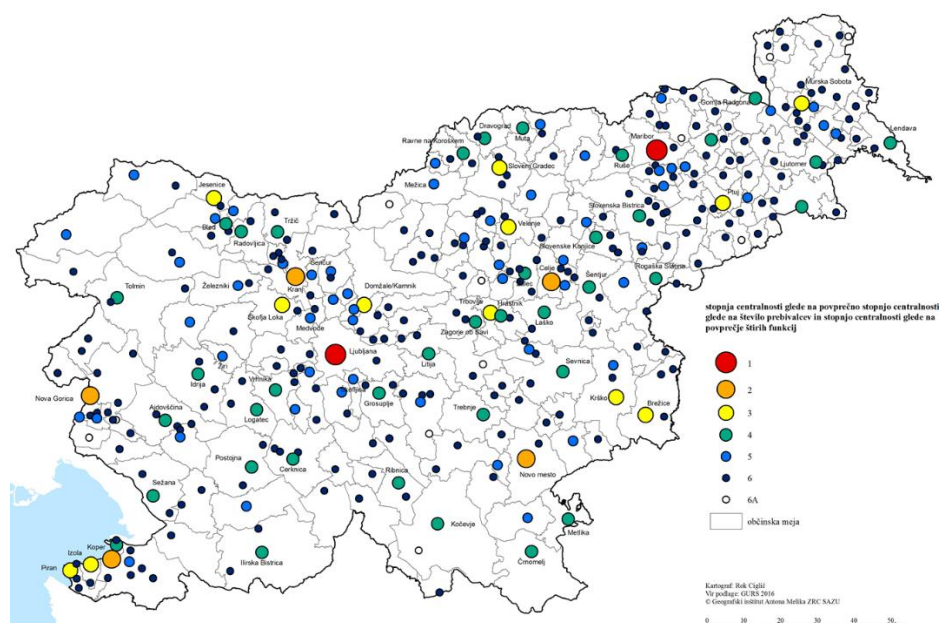 Murska Sobota
Gornja Radgona
Dravograd
Muta
Ravne na Koroškem
Maribor
Lendava
Ruše
Ljutomer
Slovenj Gradec
Mežica
Jesenice
Ptuj
Slovenska Bistrica
Bled
Tržič
Radovljica
Velenje
Slovenske Konjice
Šenčur
Celje
Rogaška Slatina
Kranj
Šentjur
Železniki
Domžale/Kamnik
Tolmin
Škofja Loka
Trbovlje
Hrastnik
Medvode
Zagorje ob Savi
Laško
Ljubljana
Žiri
Litija
Sevnica
Idrija
Vrhnika
Nova Gorica
Grosuplje
Krško
Brežice
Ajdovščina
Logatec
Trebnje
Postojna
Cerknica
Ribnica
Novo mesto
Sežana
Kočevje
Metlika
Koper
Izola
Piran
Ilirska Bistrica
Črnomelj
stopnja centralnosti glede na povprečno stopnjo centralnosti
glede na število prebivalcev in stopnjo centralnosti glede na
povprečje štirih funkcij
1
2
3
4
5
6
6A
občinska meja
Kartograf: Rok Ciglič
Vir podlage: GURS 2016
© Geografski inštitut Antona Melika ZRC SAZU
0 10 20 30 40 50